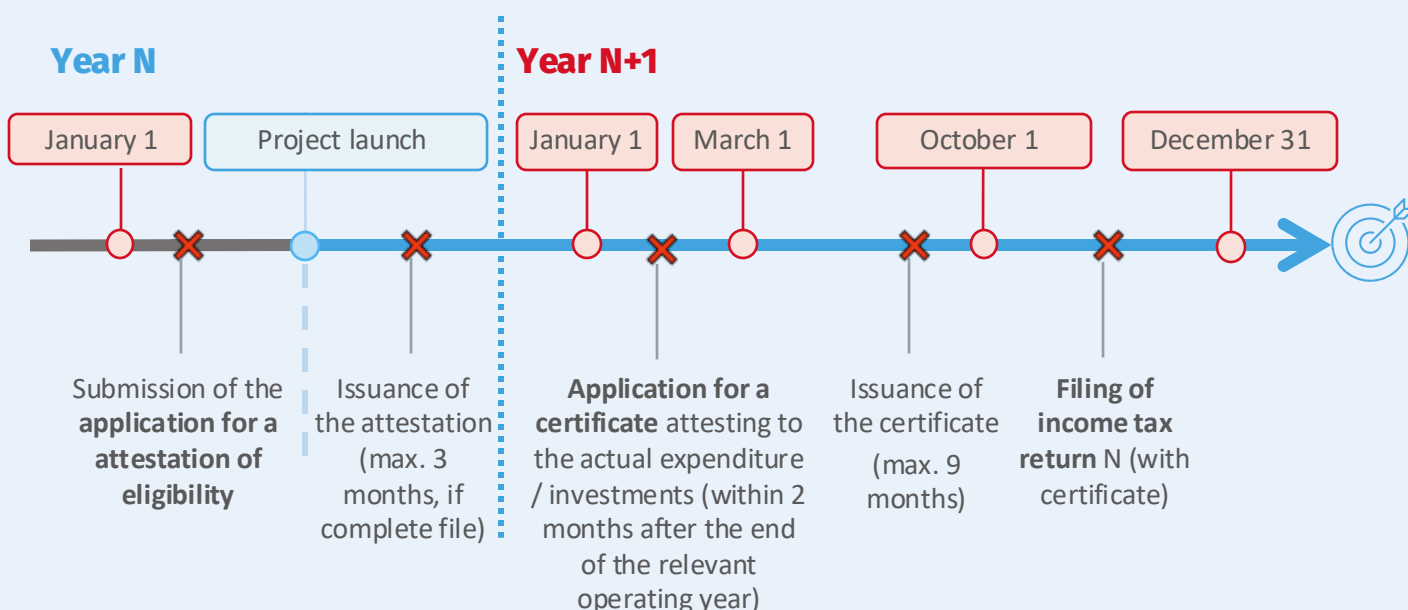 Year N
Year N+1
January 1
Project launch
January 1
March 1
October 1
December 31
Submission of the
application for a
attestation of
eligibility
Issuance of
the attestation
(max. 3
months, if
complete file)
Application for a
certificate attesting to
the actual expenditure
/ investments (within 2
months after the end
of the relevant
operating year)
Issuance of
the certificate
(max. 9
months)
Filing of
income tax
return N (with
certificate)